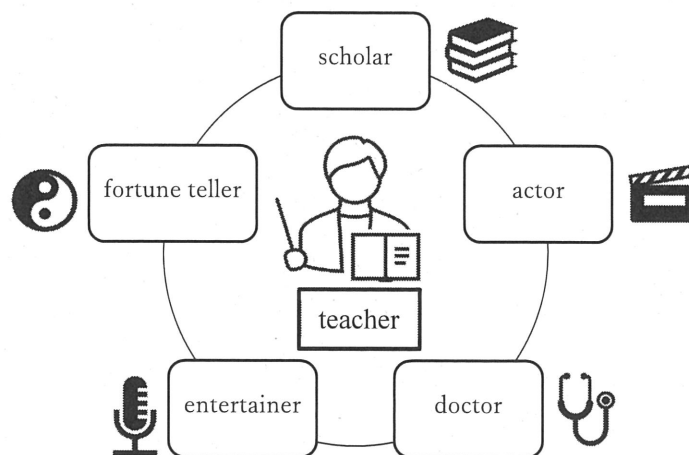 scholar
fortune teller
actor
teacher
entertainer
doctor